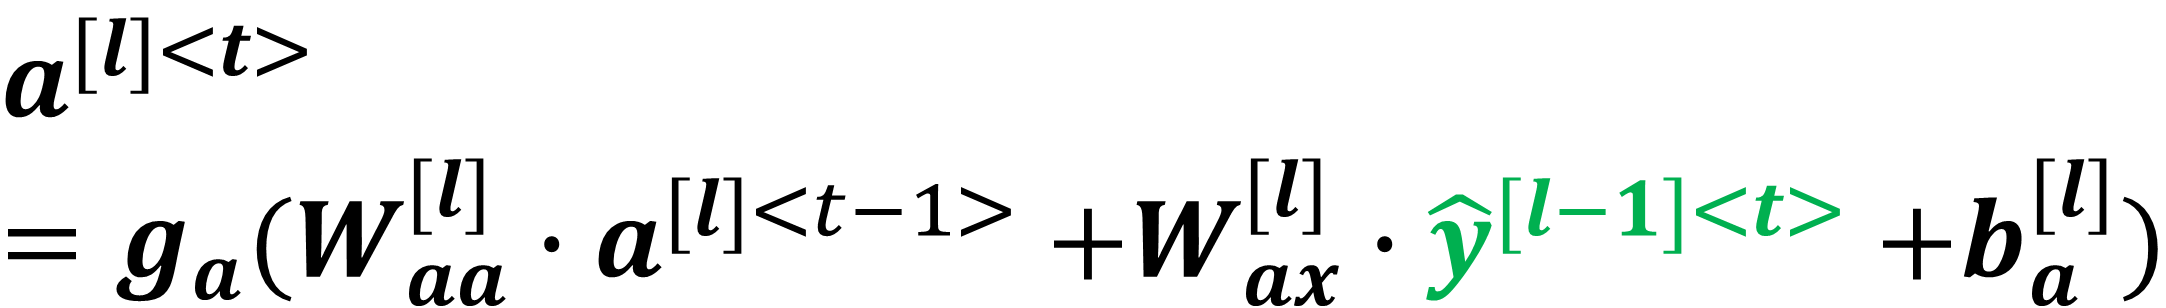 a^{[l]<t>}
= g_a(W_{aa}^{[l]} · a^{[l]<t−1>} +W_{ax}^{[l]} · ŷ^{[l−1]<t>} +b_a^{[l]})